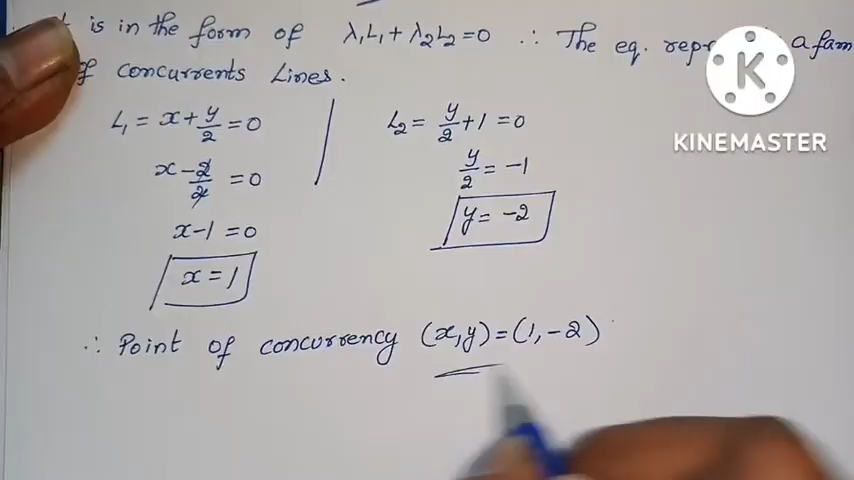 is in the form of λ₁L₁ + λ₂L₂ = 0 ∴ The eq. a fam
of concurrents Lines.
L₁ = x + y/2 = 0
x - 2/2 = 0
x - 1 = 0
x = 1
L₂ = y/2 + 1 = 0
y/2 = -1
y = -2
∴ Point of concurrency (x,y) = (1, -2)
K
KINEMASTER